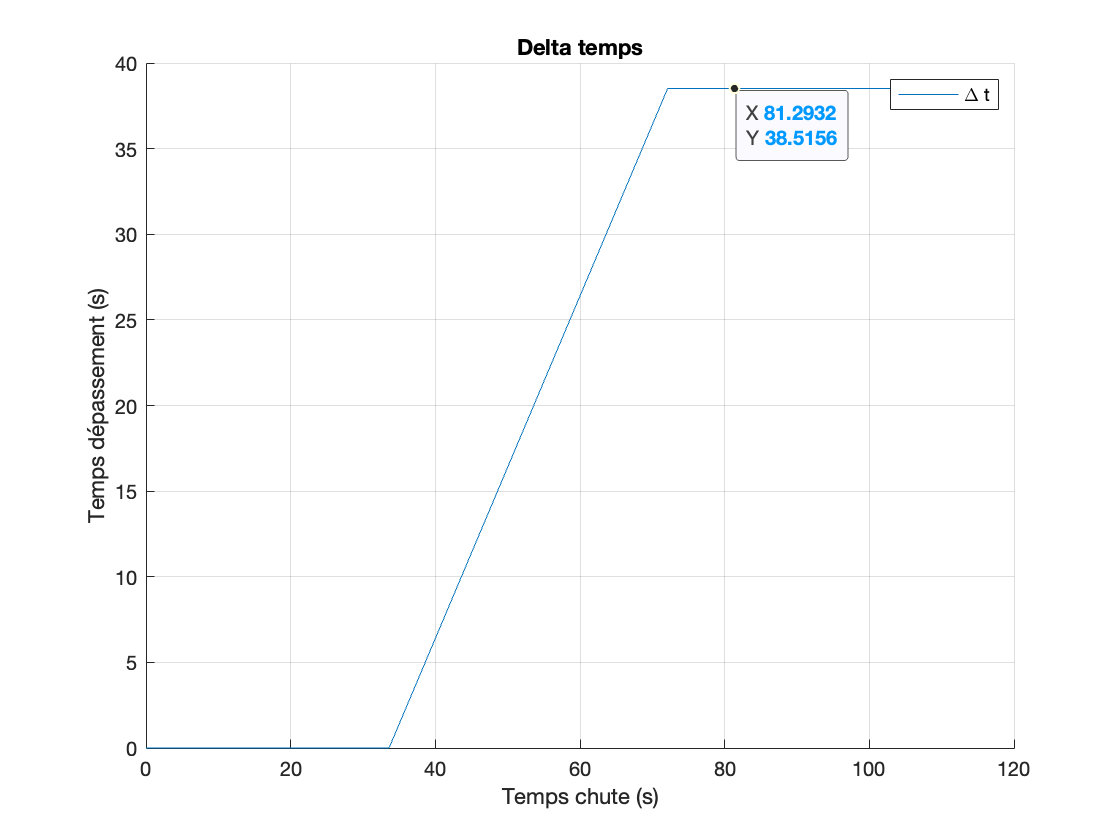 Delta temps
40
35
30
25
20
15
10
5
0
Temps dépassement (s)
Δ t
X 81.2932
Y 38.5156
0 20 40 60 80 100 120
Temps chute (s)